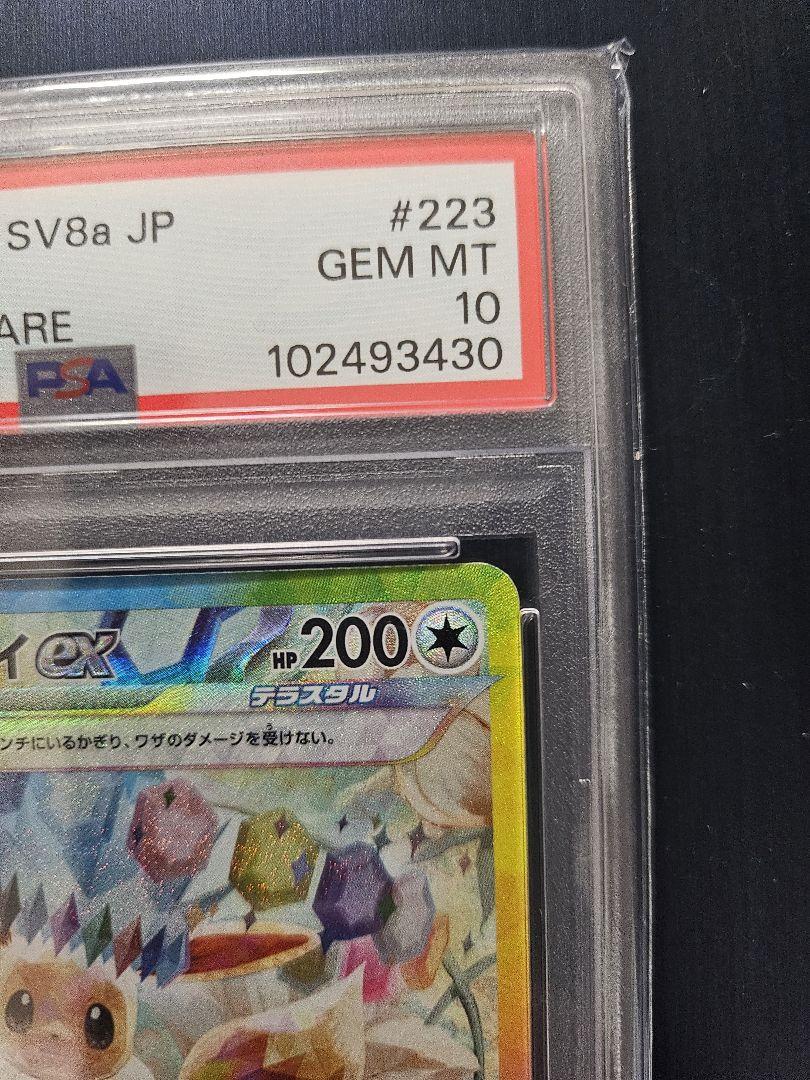 SV8a JP #223
GEM MT
ARE 10
PSA 102493430
イex HP200
テラスタル
ンチにいるかぎり、ワザのダメージを受けない。